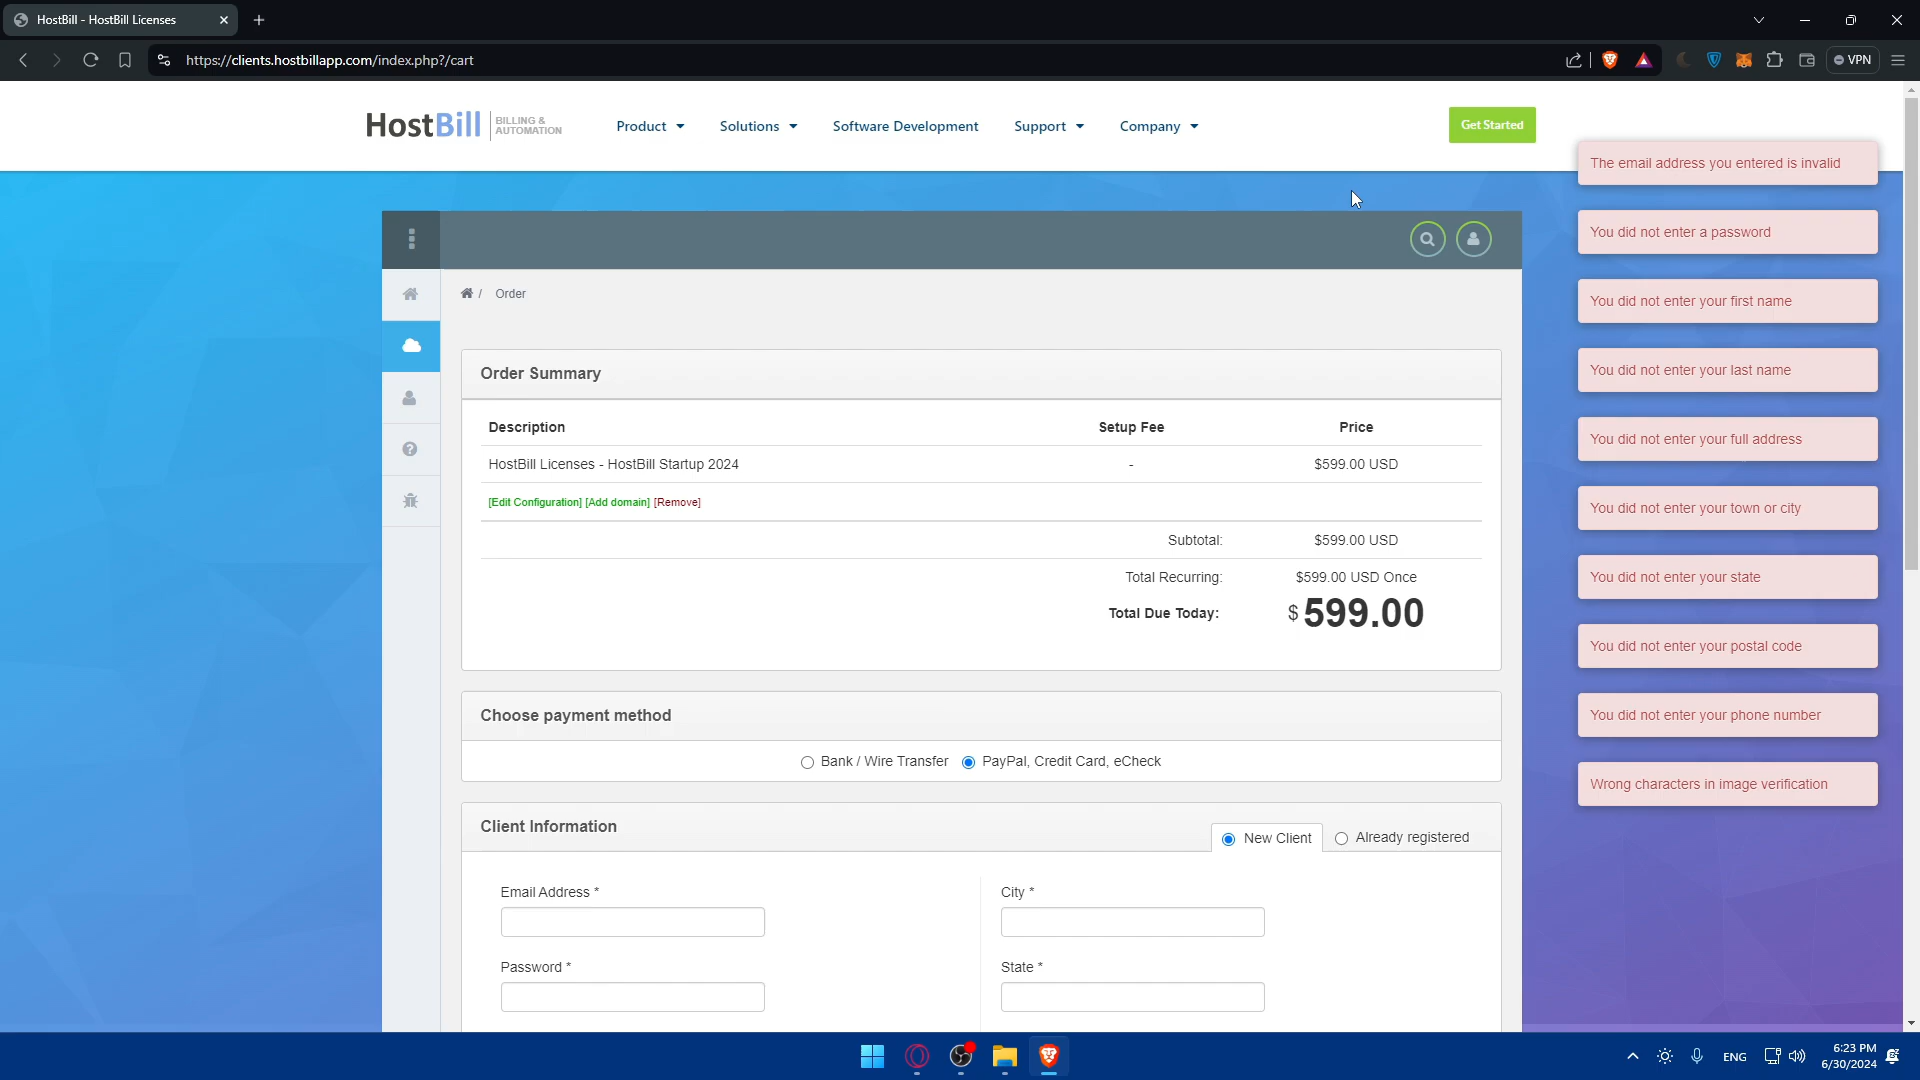 HostBill - HostBill Licenses
https://clients.hostbillapp.com/index.php?/cart
VPN
HostBill BILLING & AUTOMATION
Product
Solutions
Software Development
Support
Company
Get Started
The email address you entered is invalid
You did not enter a password
You did not enter your first name
You did not enter your last name
You did not enter your full address
You did not enter your town or city
You did not enter your state
You did not enter your postal code
You did not enter your phone number
Wrong characters in image verification
/ Order
Order Summary
Description Setup Fee Price
HostBill Licenses - HostBill Startup 2024 - $599.00 USD
[Edit Configuration] [Add domain] [Remove]
Subtotal: $599.00 USD
Total Recurring: $599.00 USD Once
Total Due Today: $ 599.00
Choose payment method
Bank / Wire Transfer PayPal, Credit Card, eCheck
Client Information
New Client Already registered
Email Address * City *
Password * State *
ENG
6:23 PM
6/30/2024